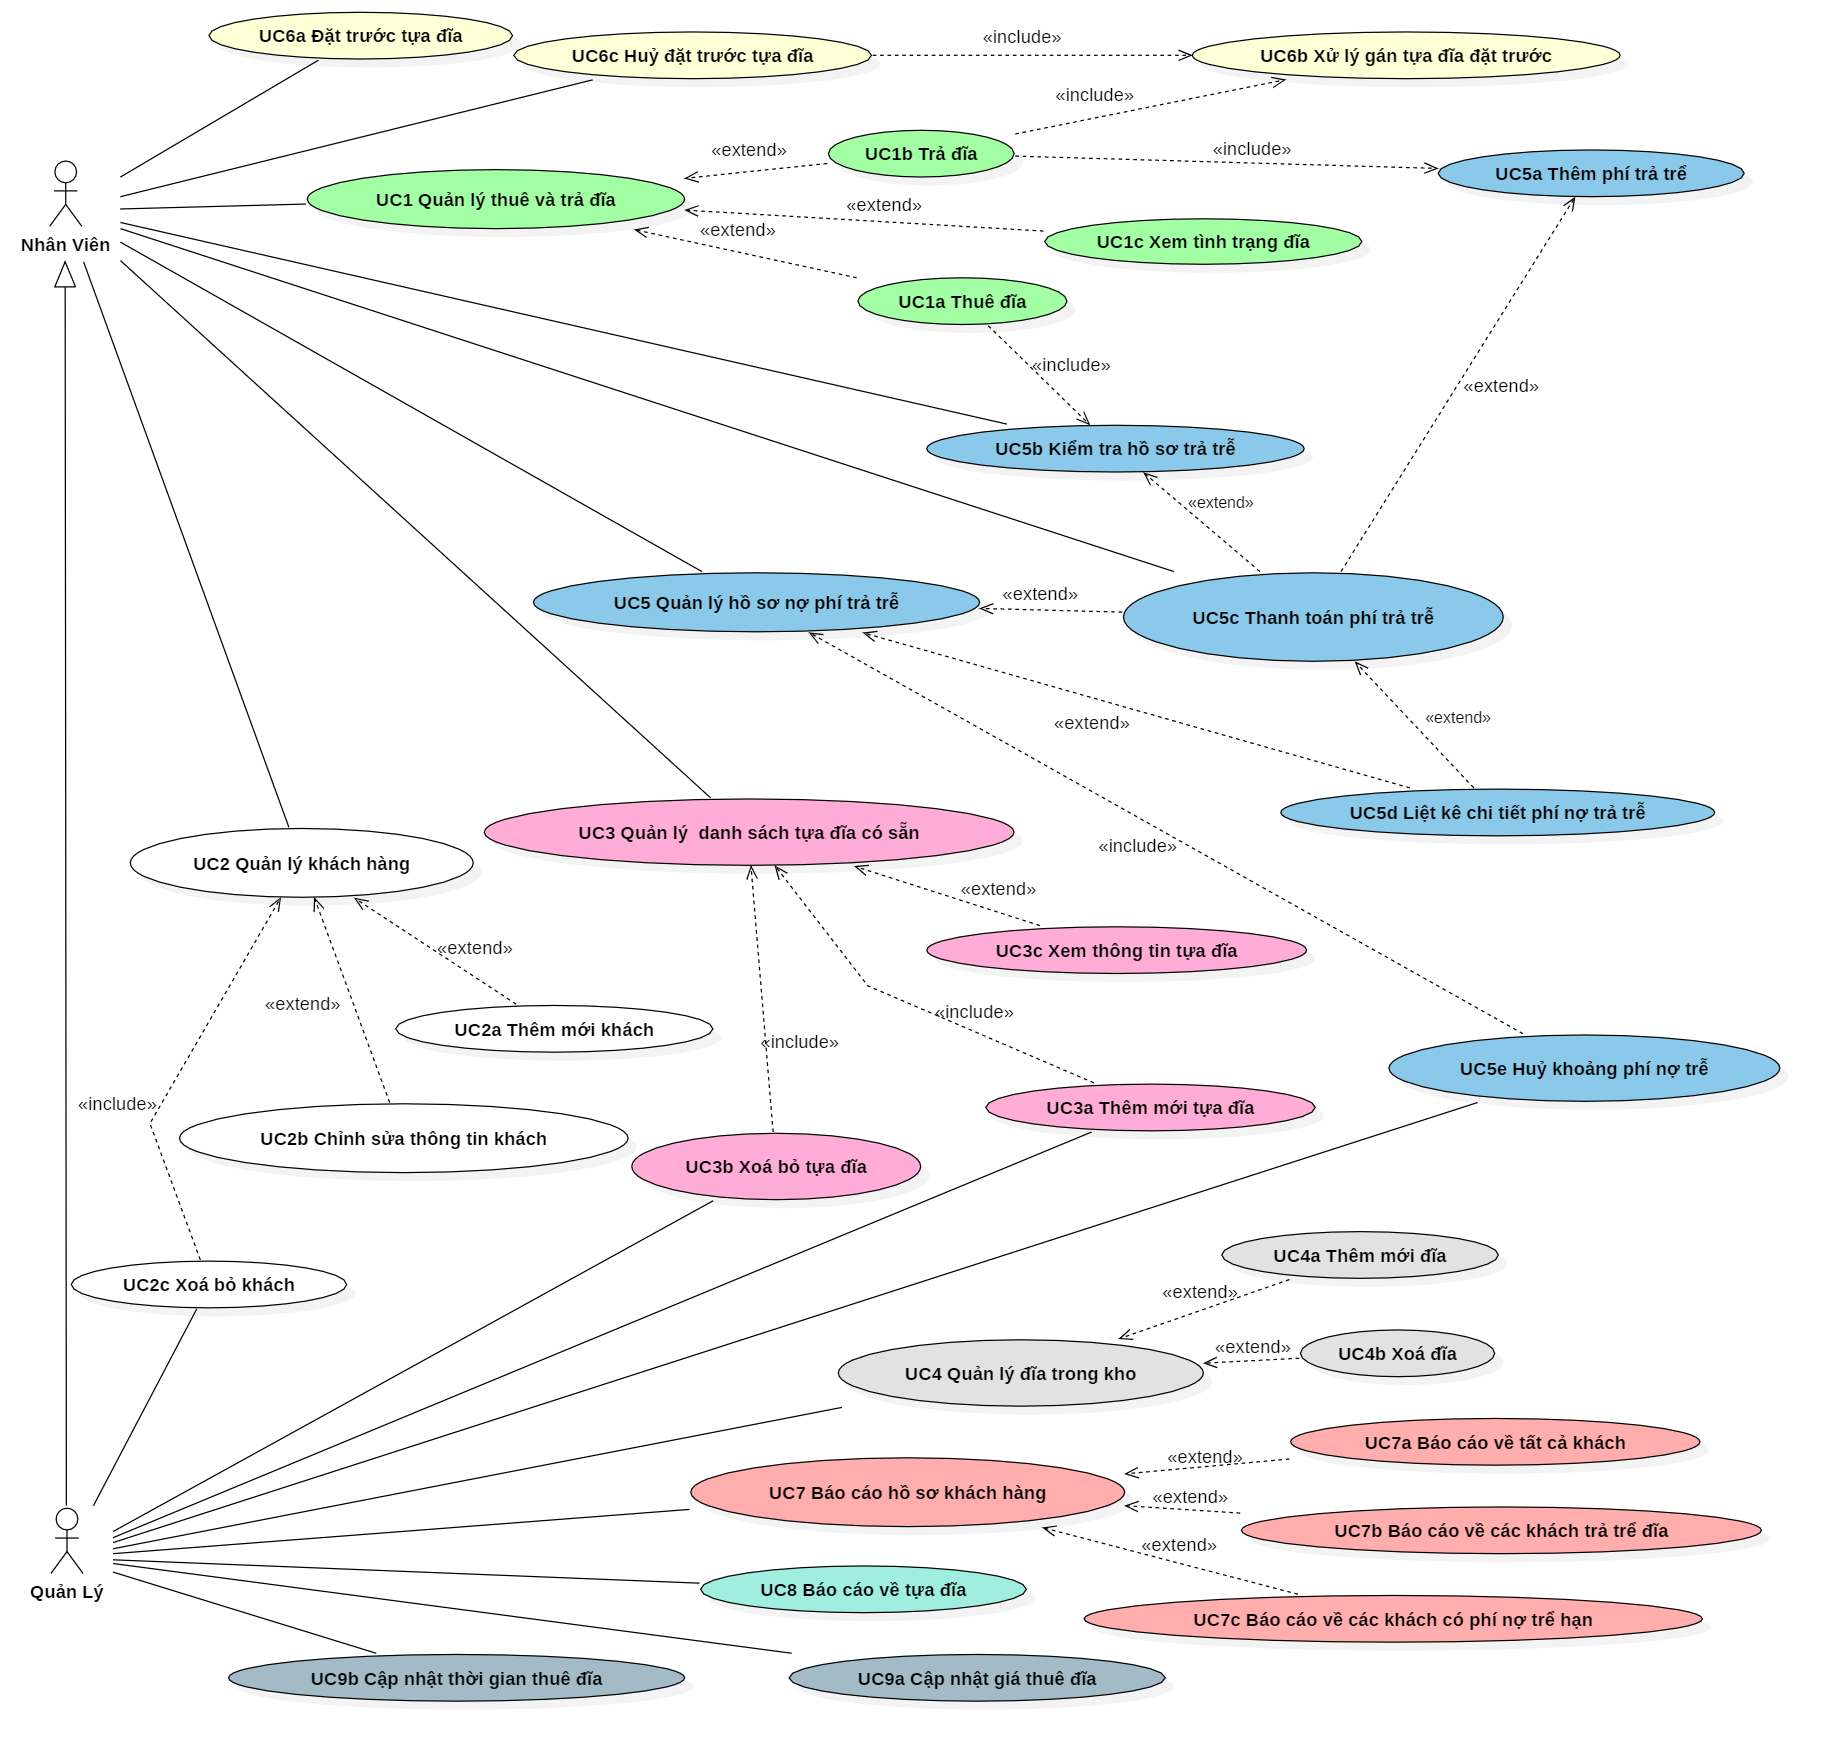 UC6a Đặt trước tựa đĩa
«include»
UC6c Huỷ đặt trước tựa đĩa
UC6b Xử lý gán tựa đĩa đặt trước
«include»
«extend»
UC1b Trả đĩa
«include»
UC5a Thêm phí trả trể
UC1 Quản lý thuê và trả đĩa
«extend»
«extend»
UC1c Xem tình trạng đĩa
Nhân Viên
UC1a Thuê đĩa
«include»
«extend»
UC5b Kiểm tra hồ sơ trả trễ
«extend»
«extend»
UC5 Quản lý hồ sơ nợ phí trả trễ
UC5c Thanh toán phí trả trễ
«extend»
«extend»
UC5d Liệt kê chi tiết phí nợ trả trễ
UC3 Quản lý  danh sách tựa đĩa có sẵn
«include»
UC2 Quản lý khách hàng
«extend»
«extend»
UC3c Xem thông tin tựa đĩa
«extend»
«include»
UC2a Thêm mới khách
«include»
UC5e Huỷ khoảng phí nợ trễ
«include»
UC3a Thêm mới tựa đĩa
UC2b Chỉnh sửa thông tin khách
UC3b Xoá bỏ tựa đĩa
UC4a Thêm mới đĩa
UC2c Xoá bỏ khách
«extend»
«extend»
UC4b Xoá đĩa
UC4 Quản lý đĩa trong kho
UC7a Báo cáo về tất cả khách
«extend»
UC7 Báo cáo hồ sơ khách hàng
«extend»
UC7b Báo cáo về các khách trả trể đĩa
«extend»
Quản Lý
UC8 Báo cáo về tựa đĩa
UC7c Báo cáo về các khách có phí nợ trể hạn
UC9b Cập nhật thời gian thuê đĩa
UC9a Cập nhật giá thuê đĩa